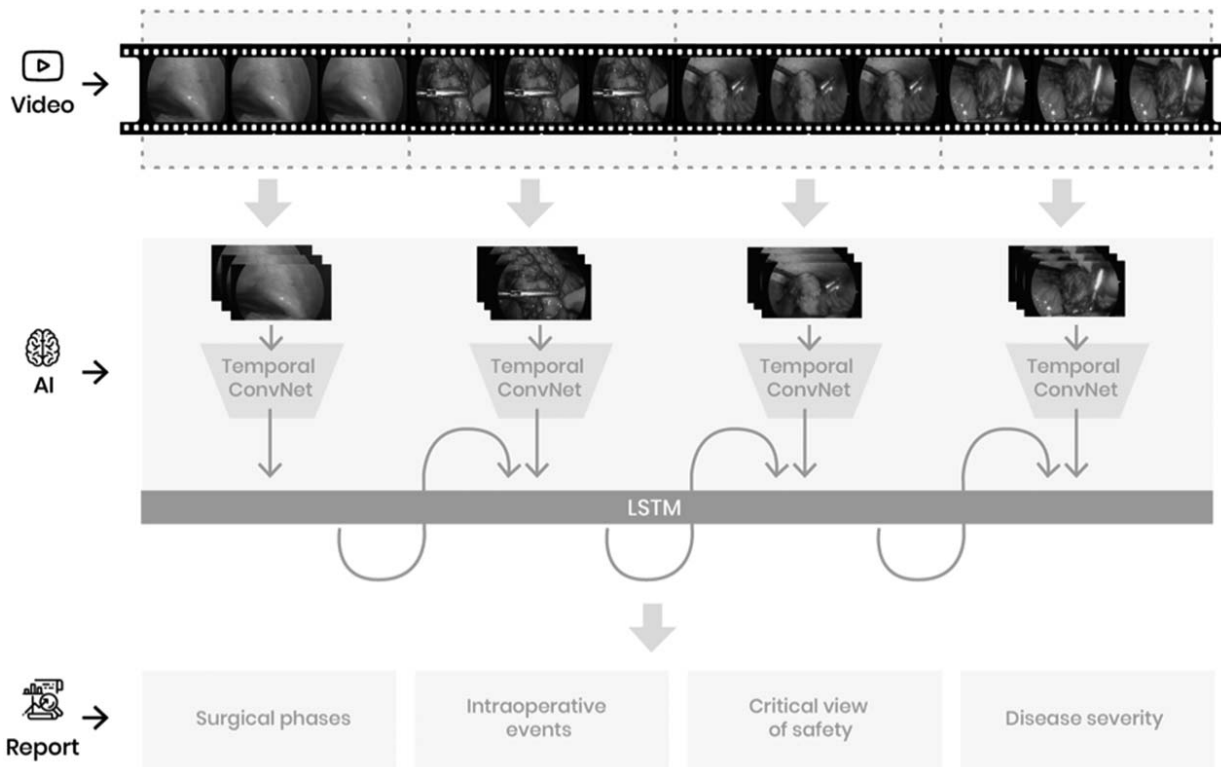 Video
AI
Temporal
ConvNet
Temporal
ConvNet
Temporal
ConvNet
Temporal
ConvNet
LSTM
Report
Surgical phases
Intraoperative
events
Critical view
of safety
Disease severity